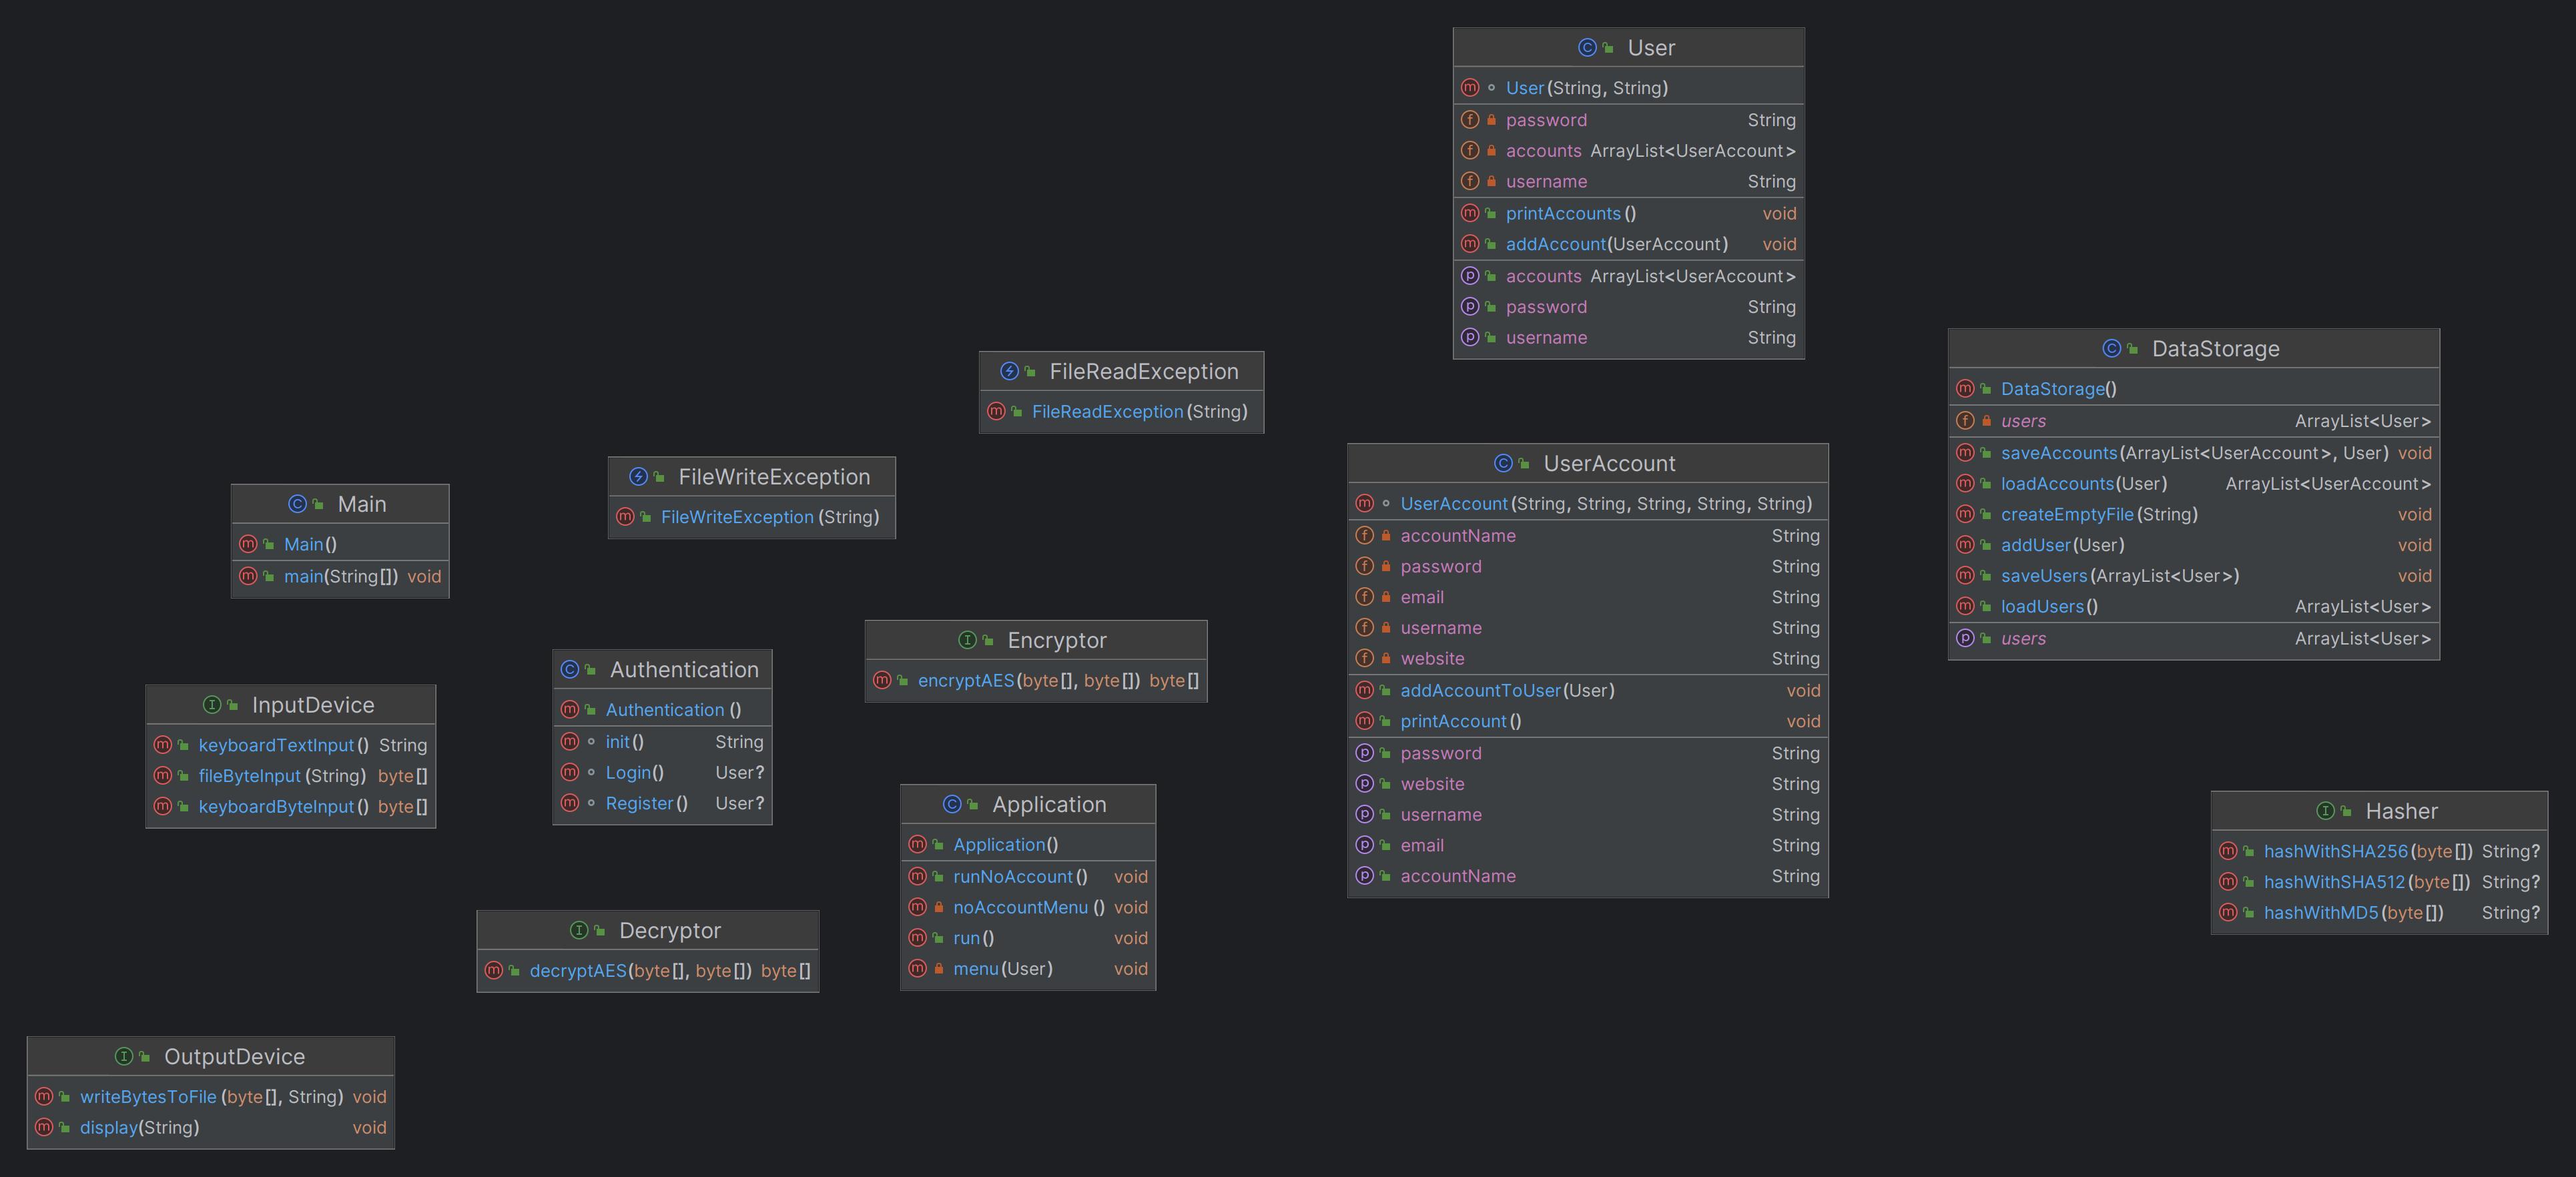 User
User(String, String)
password String
accounts ArrayList<UserAccount>
username String
printAccounts() void
addAccount(UserAccount) void
accounts ArrayList<UserAccount>
password String
username String
DataStorage
DataStorage()
users ArrayList<User>
saveAccounts(ArrayList<UserAccount>, User) void
loadAccounts(User) ArrayList<UserAccount>
createEmptyFile(String) void
addUser(User) void
saveUsers(ArrayList<User>) void
loadUsers() ArrayList<User>
users ArrayList<User>
FileReadException
FileReadException(String)
FileWriteException
FileWriteException(String)
UserAccount
UserAccount(String, String, String, String, String)
accountName String
password String
email String
username String
website String
addAccountToUser(User) void
printAccount() void
password String
website String
username String
email String
accountName String
Main
Main()
main(String[]) void
Encryptor
encryptAES(byte[], byte[]) byte[]
Authentication
Authentication()
init() String
Login() User?
Register() User?
InputDevice
keyboardTextInput() String
fileByteInput(String) byte[]
keyboardByteInput() byte[]
Application
Application()
runNoAccount() void
noAccountMenu() void
run() void
menu(User) void
Hasher
hashWithSHA256(byte[]) String?
hashWithSHA512(byte[]) String?
hashWithMD5(byte[]) String?
Decryptor
decryptAES(byte[], byte[]) byte[]
OutputDevice
writeBytesToFile(byte[], String) void
display(String) void